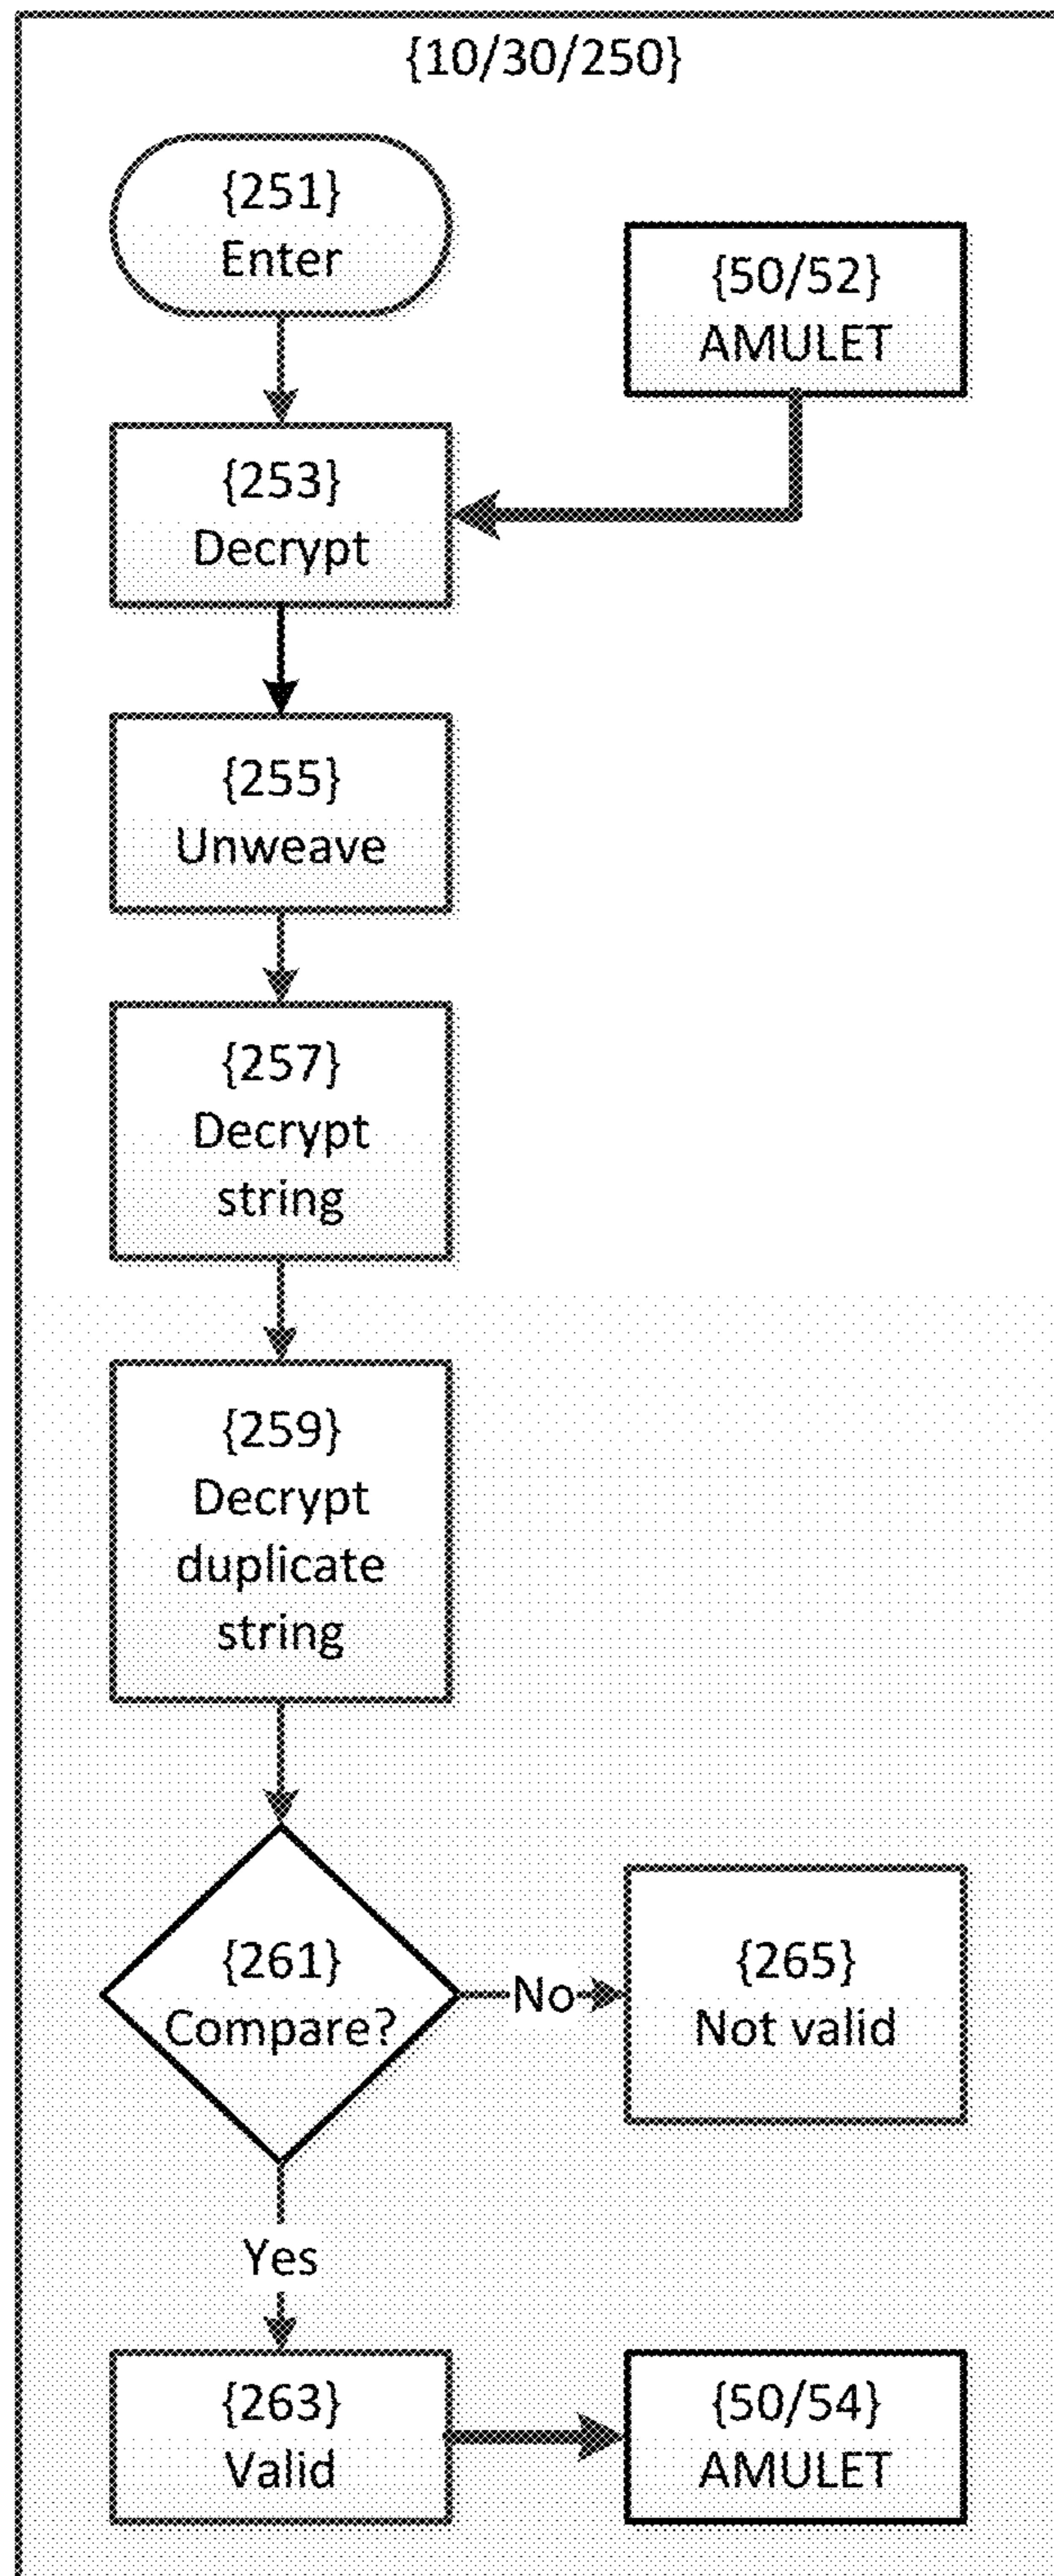 {10/30/250}
{251}
Enter
{50/52}
AMULET
{253}
Decrypt
{255}
Unweave
{257}
Decrypt
string
{259}
Decrypt
duplicate
string
{261}
Compare?
No
{265}
Not valid
Yes
{263}
Valid
{50/54}
AMULET